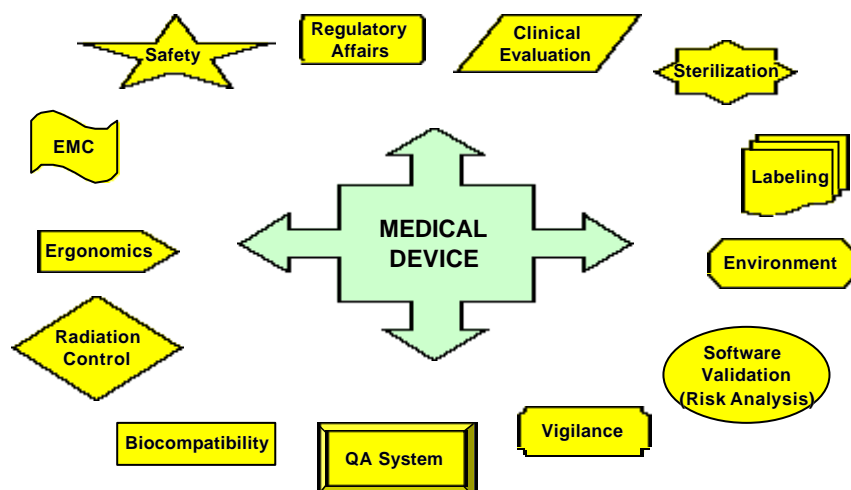 Safety
Regulatory
Affairs
Clinical
Evaluation
Sterilization
EMC
Labeling
MEDICAL
DEVICE
Ergonomics
Environment
Radiation
Control
Software
Validation
(Risk Analysis)
Biocompatibility
QA System
Vigilance